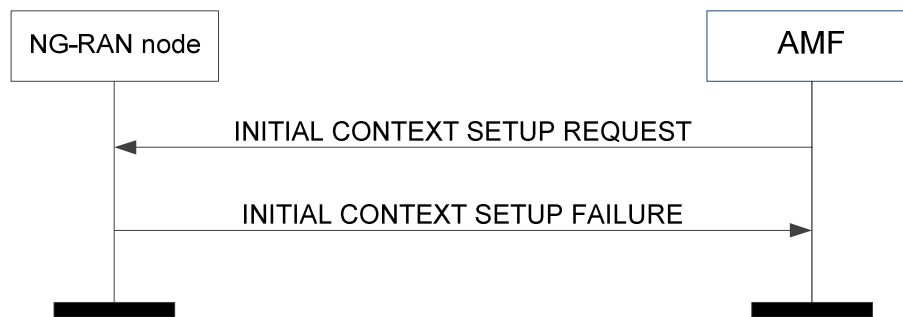 NG-RAN node
AMF
INITIAL CONTEXT SETUP REQUEST
INITIAL CONTEXT SETUP FAILURE